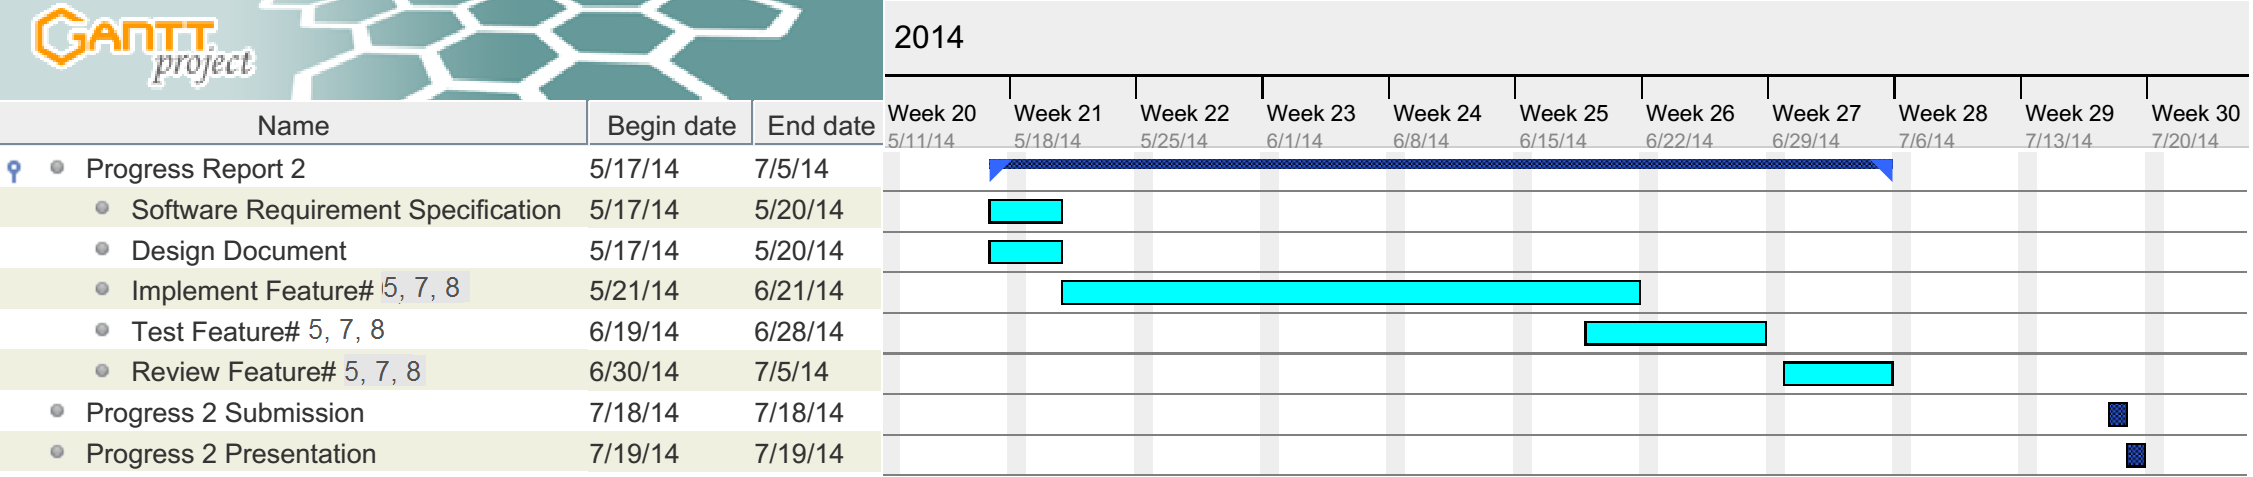 GANTT
project
2014
Week 20 Week 21 Week 22 Week 23 Week 24 Week 25 Week 26 Week 27 Week 28 Week 29 Week 30
5/11/14 5/18/14 5/25/14 6/1/14 6/8/14 6/15/14 6/22/14 6/29/14 7/6/14 7/13/14 7/20/14
Name Begin date End date
Progress Report 2 5/17/14 7/5/14
Software Requirement Specification 5/17/14 5/20/14
Design Document 5/17/14 5/20/14
Implement Feature# 5, 7, 8 5/21/14 6/21/14
Test Feature# 5, 7, 8 6/19/14 6/28/14
Review Feature# 5, 7, 8 6/30/14 7/5/14
Progress 2 Submission 7/18/14 7/18/14
Progress 2 Presentation 7/19/14 7/19/14